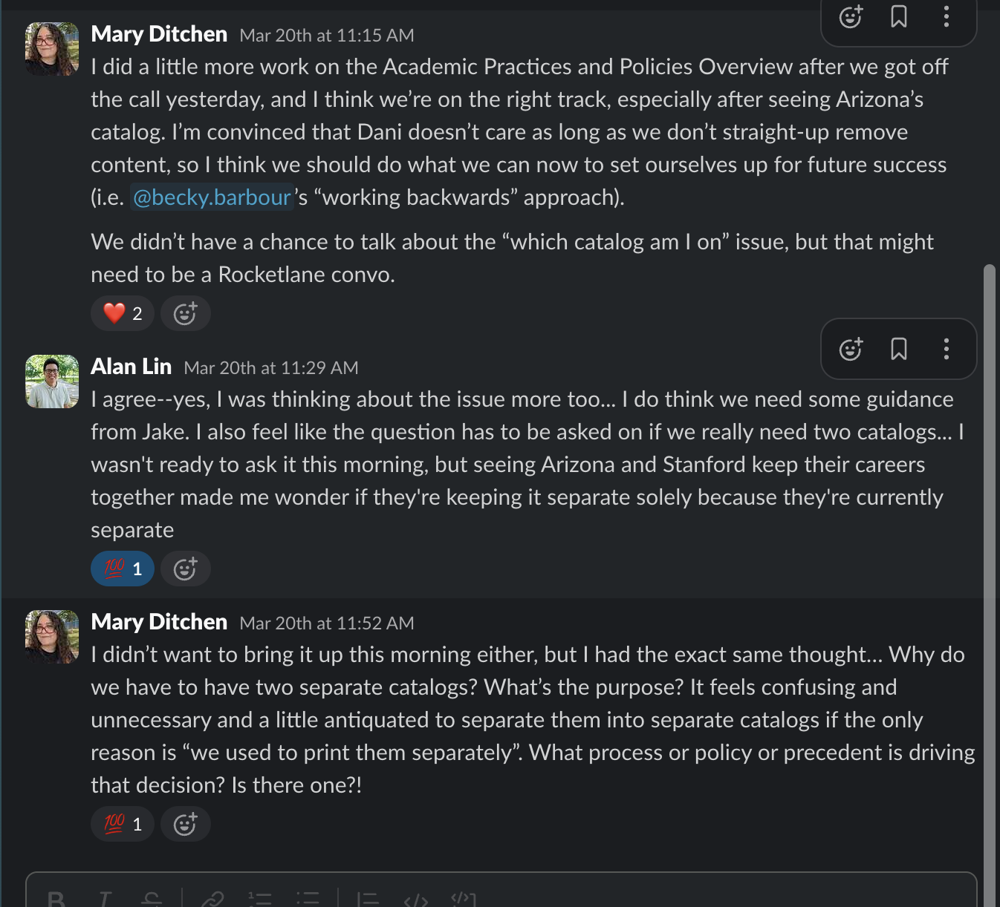 Mary Ditchen Mar 20th at 11:15 AM
I did a little more work on the Academic Practices and Policies Overview after we got off
the call yesterday, and I think we’re on the right track, especially after seeing Arizona’s
catalog. I’m convinced that Dani doesn’t care as long as we don’t straight-up remove
content, so I think we should do what we can now to set ourselves up for future success
(i.e. @becky.barbour’s “working backwards” approach).
We didn’t have a chance to talk about the “which catalog am I on” issue, but that might
need to be a Rocketlane convo.
❤️ 2
Alan Lin Mar 20th at 11:29 AM
I agree--yes, I was thinking about the issue more too... I do think we need some guidance
from Jake. I also feel like the question has to be asked on if we really need two catalogs... I
wasn't ready to ask it this morning, but seeing Arizona and Stanford keep their careers
together made me wonder if they're keeping it separate solely because they're currently
separate
💯 1
Mary Ditchen Mar 20th at 11:52 AM
I didn’t want to bring it up this morning either, but I had the exact same thought... Why do
we have to have two separate catalogs? What’s the purpose? It feels confusing and
unnecessary and a little antiquated to separate them into separate catalogs if the only
reason is “we used to print them separately”. What process or policy or precedent is driving
that decision? Is there one?!
💯 1